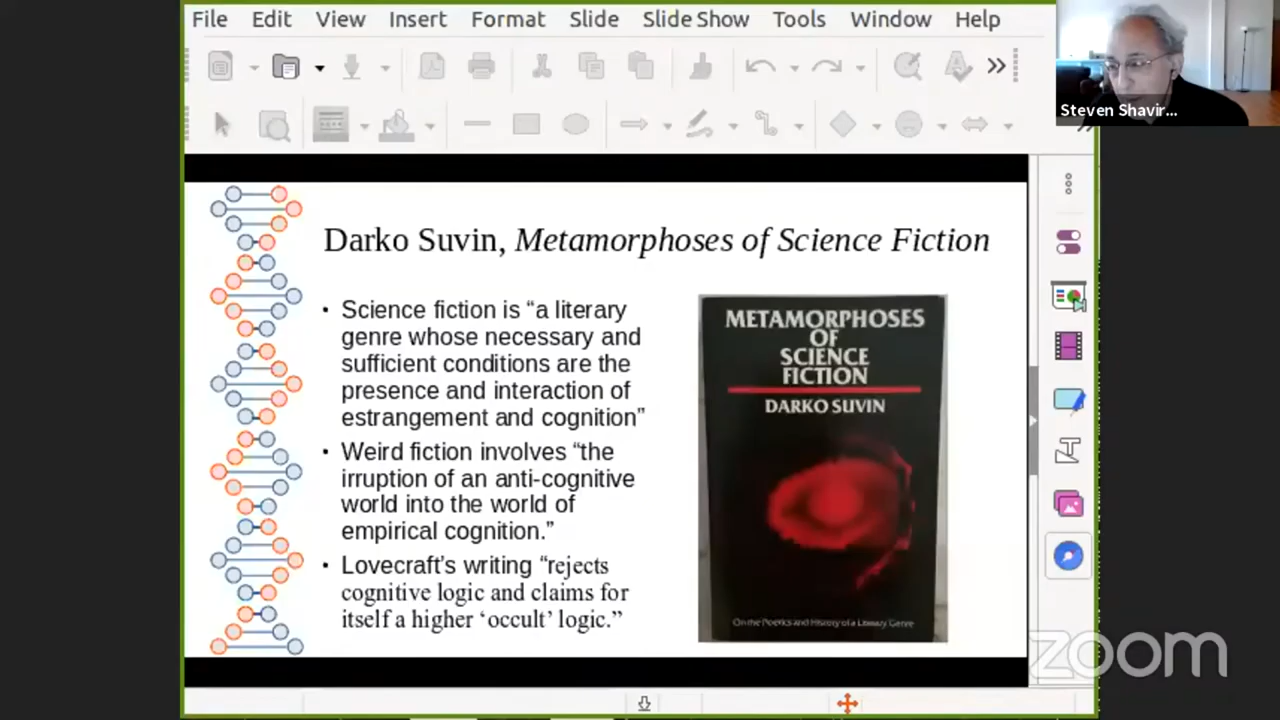 File Edit View Insert Format Slide Slide Show Tools Window Help
Steven Shavir...
Darko Suvin, Metamorphoses of Science Fiction
• Science fiction is “a literary
genre whose necessary and
sufficient conditions are the
presence and interaction of
estrangement and cognition”
• Weird fiction involves “the
irruption of an anti-cognitive
world into the world of
empirical cognition.”
• Lovecraft’s writing “rejects
cognitive logic and claims for
itself a higher ‘occult’ logic.”
METAMORPHOSES
OF
SCIENCE
FICTION
DARKO SUVIN
On the Poetics and History of a Literary Genre
zoom